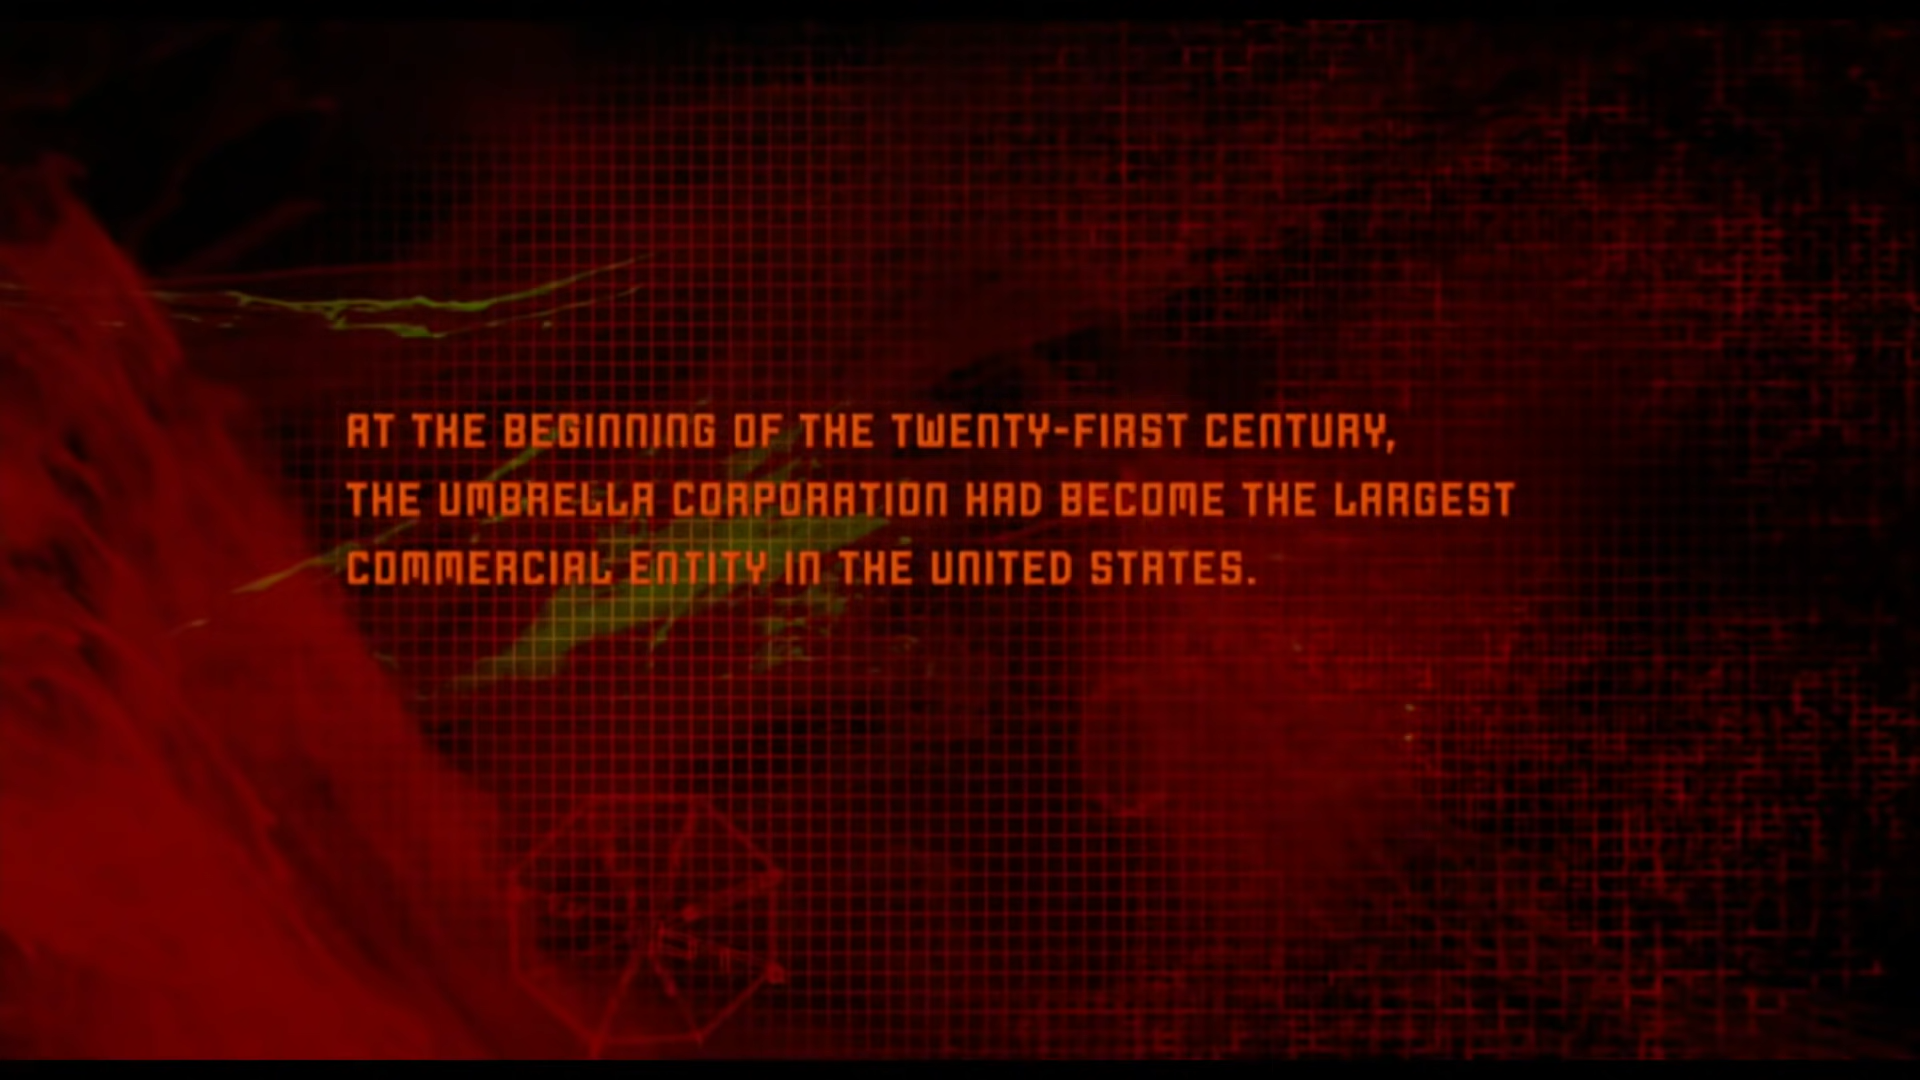 AT THE BEGINNING OF THE TWENTY-FIRST CENTURY,
THE UMBRELLA CORPORATION HAD BECOME THE LARGEST
COMMERCIAL ENTITY IN THE UNITED STATES.